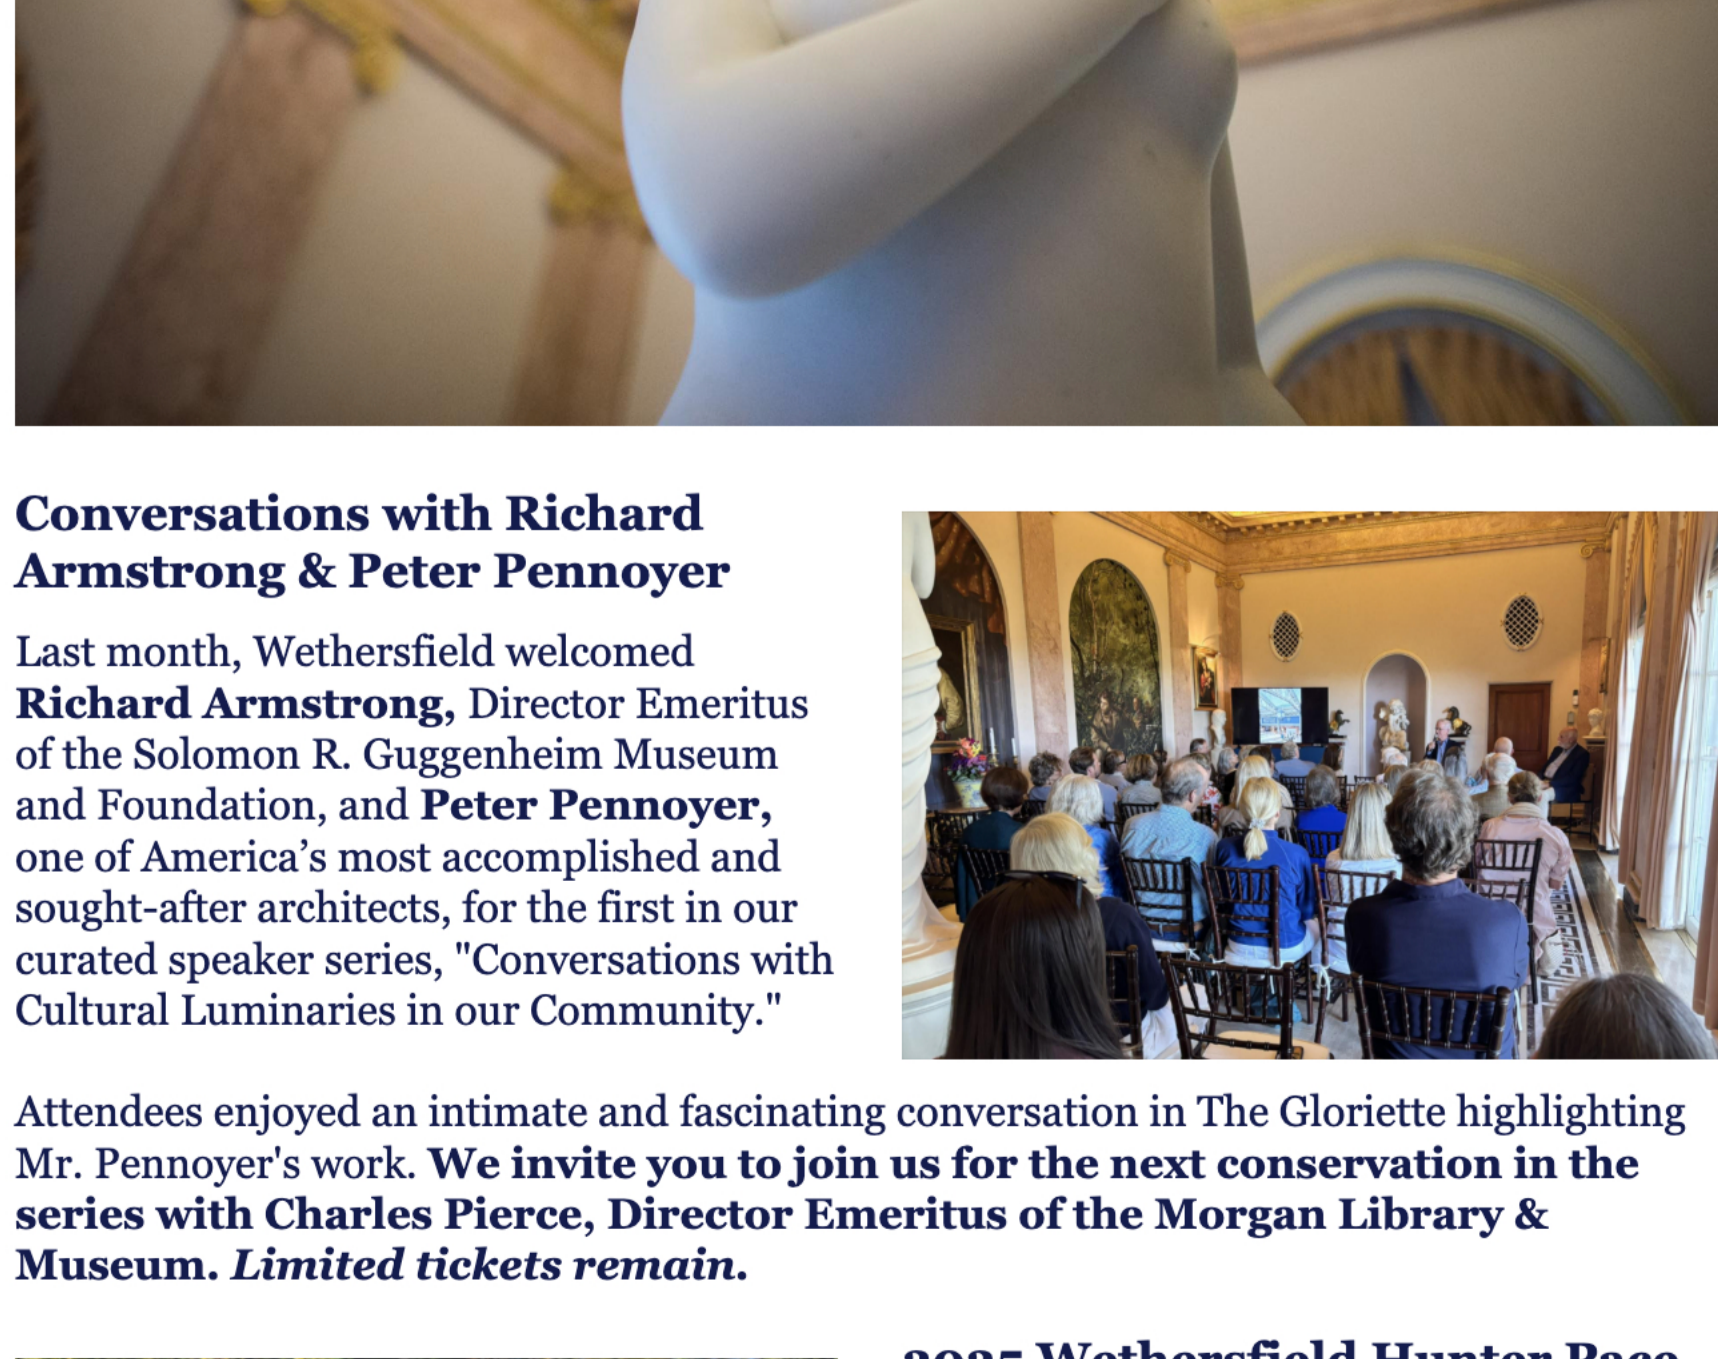 Conversations with Richard
Armstrong & Peter Pennoyer
Last month, Wethersfield welcomed
Richard Armstrong, Director Emeritus
of the Solomon R. Guggenheim Museum
and Foundation, and Peter Pennoyer,
one of America’s most accomplished and
sought-after architects, for the first in our
curated speaker series, "Conversations with
Cultural Luminaries in our Community."
Attendees enjoyed an intimate and fascinating conversation in The Gloriette highlighting
Mr. Pennoyer's work. We invite you to join us for the next conservation in the
series with Charles Pierce, Director Emeritus of the Morgan Library &
Museum. Limited tickets remain.
2025 Wethersfield Hunter Pace